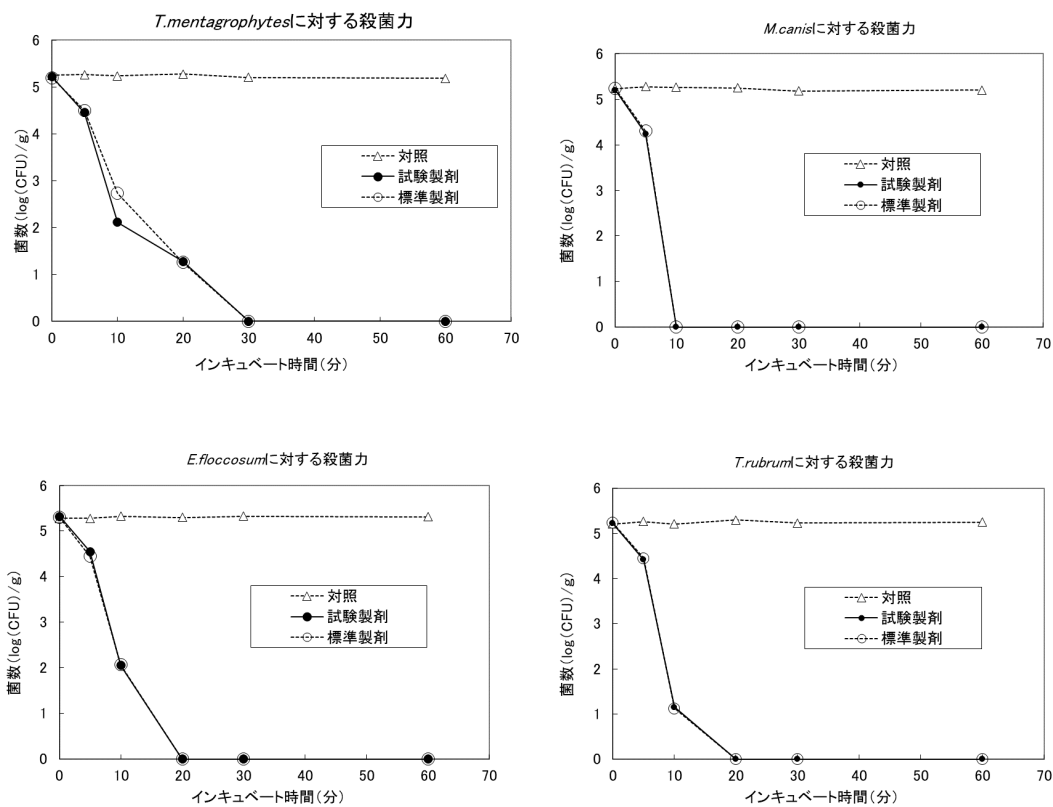 T.mentagrophytesに対する殺菌力
6
5
4
3
2
1
0
菌数(log(CFU)/g)
対照
試験製剤
標準製剤
0 10 20 30 40 50 60 70
インキュベート時間(分)
M.canisに対する殺菌力
6
5
4
3
2
1
0
菌数(log(CFU)/g)
対照
試験製剤
標準製剤
0 10 20 30 40 50 60 70
インキュベート時間(分)
E.floccosumに対する殺菌力
6
5
4
3
2
1
0
菌数(log(CFU)/g)
対照
試験製剤
標準製剤
0 10 20 30 40 50 60 70
インキュベート時間(分)
T.rubrumに対する殺菌力
6
5
4
3
2
1
0
菌数(log(CFU)/g)
対照
試験製剤
標準製剤
0 10 20 30 40 50 60 70
インキュベート時間(分)